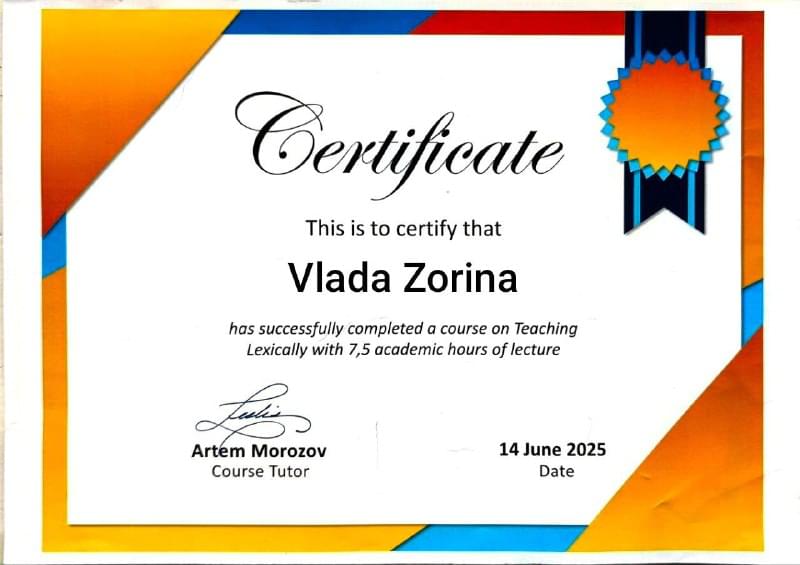 Certificate
This is to certify that
Vlada Zorina
has successfully completed a course on Teaching
Lexically with 7,5 academic hours of lecture
Leslie
Artem Morozov
14 June 2025
Course Tutor
Date